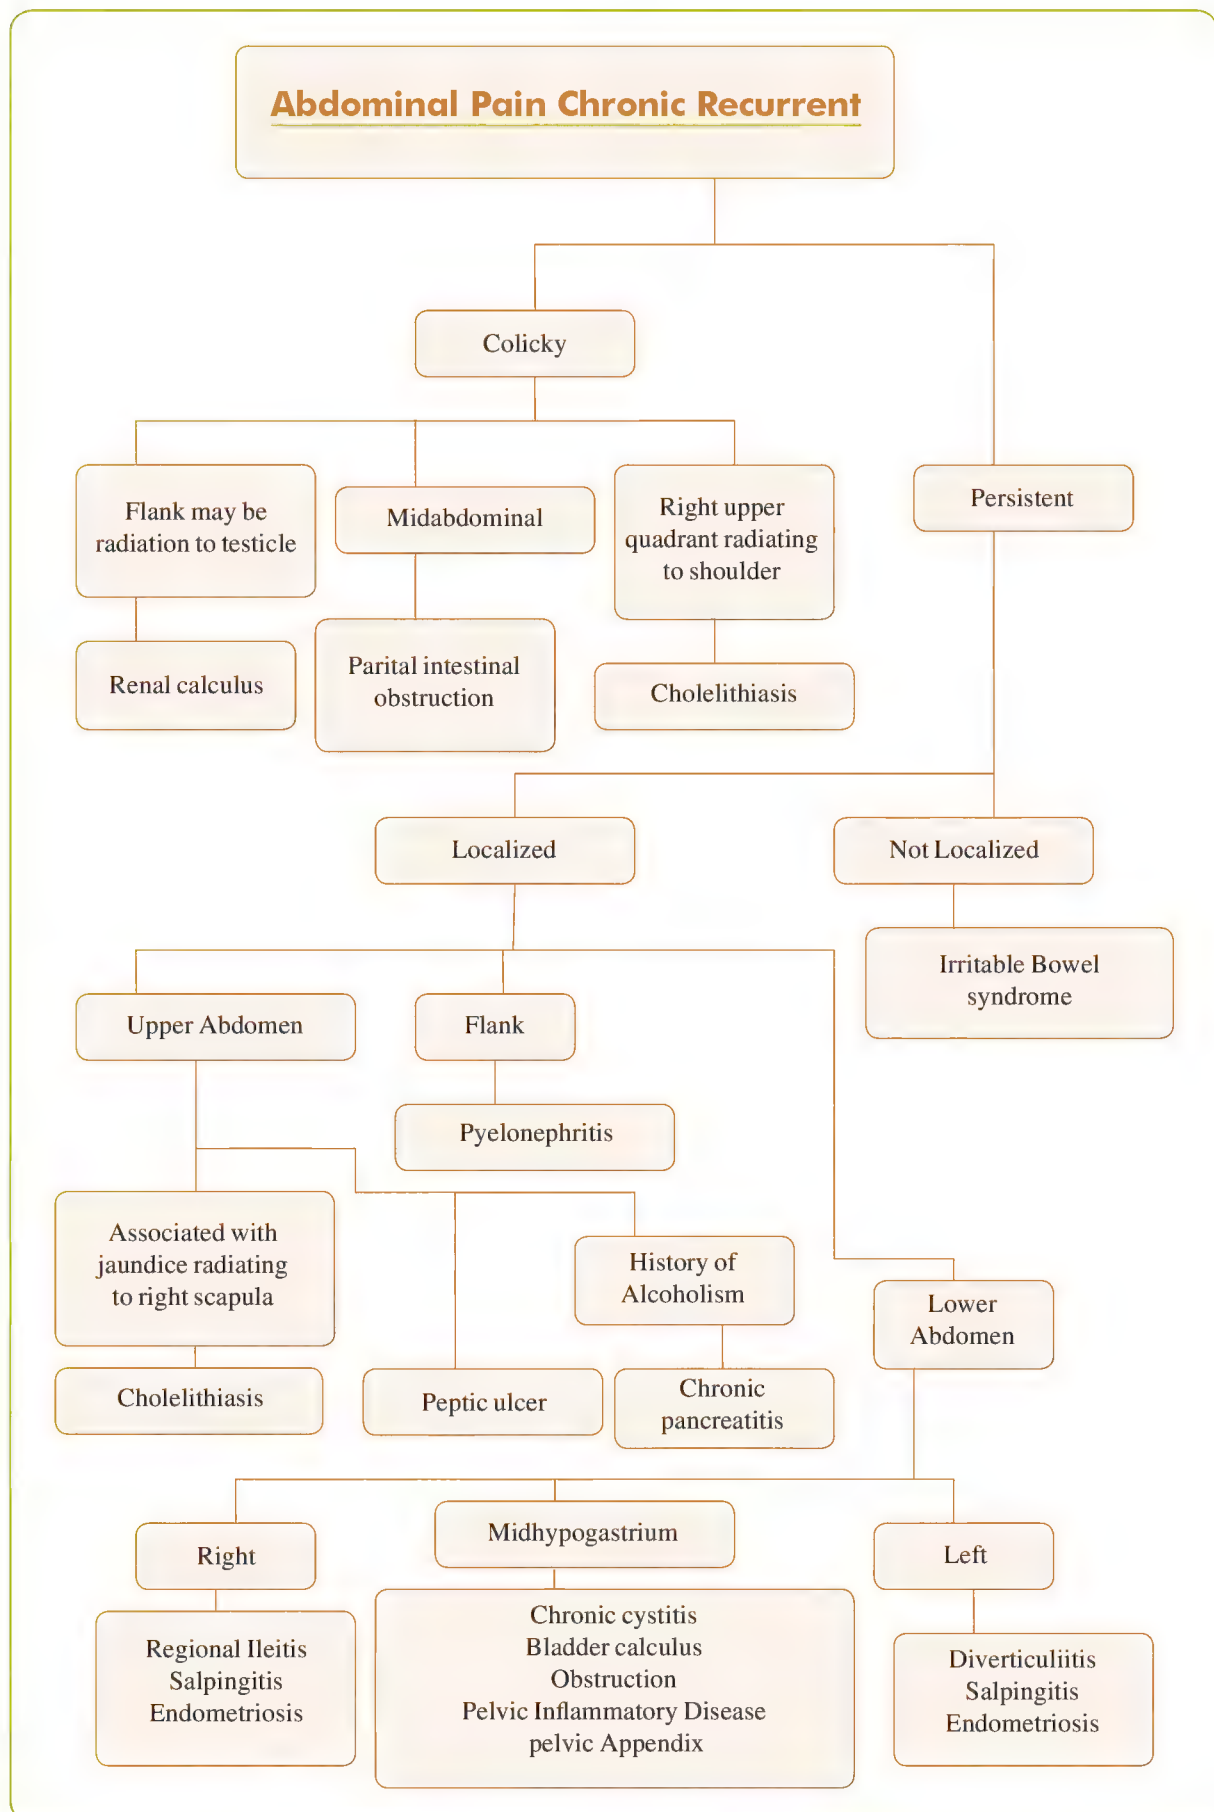 Abdominal Pain Chronic Recurrent
Colicky
Flank may be
radiation to testicle
Midabdominal
Right upper
quadrant radiating
to shoulder
Persistent
Renal calculus
Parital intestinal
obstruction
Cholelithiasis
Localized
Not Localized
Irritable Bowel
syndrome
Upper Abdomen
Flank
Pyelonephritis
Associated with
jaundice radiating
to right scapula
History of
Alcoholism
Lower
Abdomen
Cholelithiasis
Peptic ulcer
Chronic
pancreatitis
Right
Midhypogastrium
Left
Regional Ileitis
Salpingitis
Endometriosis
Chronic cystitis
Bladder calculus
Obstruction
Pelvic Inflammatory Disease
pelvic Appendix
Diverticuliitis
Salpingitis
Endometriosis